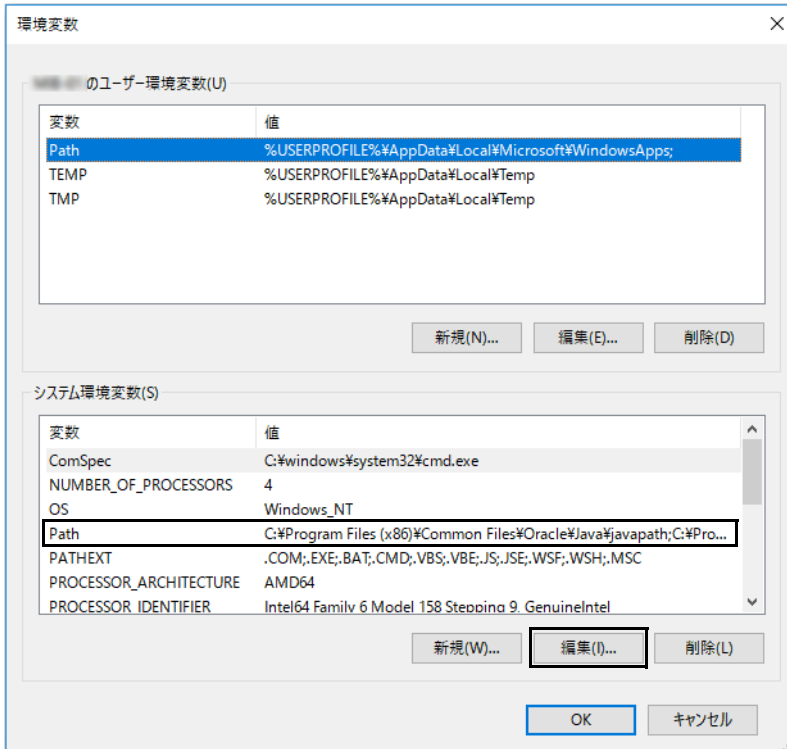 環境変数
のユーザー環境変数(U)
変数 値
Path %USERPROFILE%¥AppData¥Local¥Microsoft¥WindowsApps;
TEMP %USERPROFILE%¥AppData¥Local¥Temp
TMP %USERPROFILE%¥AppData¥Local¥Temp
新規(N)... 編集(E)... 削除(D)
システム環境変数(S)
変数 値
ComSpec C:¥windows¥system32¥cmd.exe
NUMBER_OF_PROCESSORS 4
OS Windows_NT
Path C:¥Program Files (x86)¥Common Files¥Oracle¥Java¥javapath;C:¥Pro...
PATHEXT .COM;.EXE;.BAT;.CMD;.VBS;.VBE;.JS;.JSE;.WSF;.WSH;.MSC
PROCESSOR_ARCHITECTURE AMD64
PROCESSOR_IDENTIFIER Intel64 Family 6 Model 158 Stepping 9, GenuineIntel
新規(W)... 編集(I)... 削除(L)
OK キャンセル